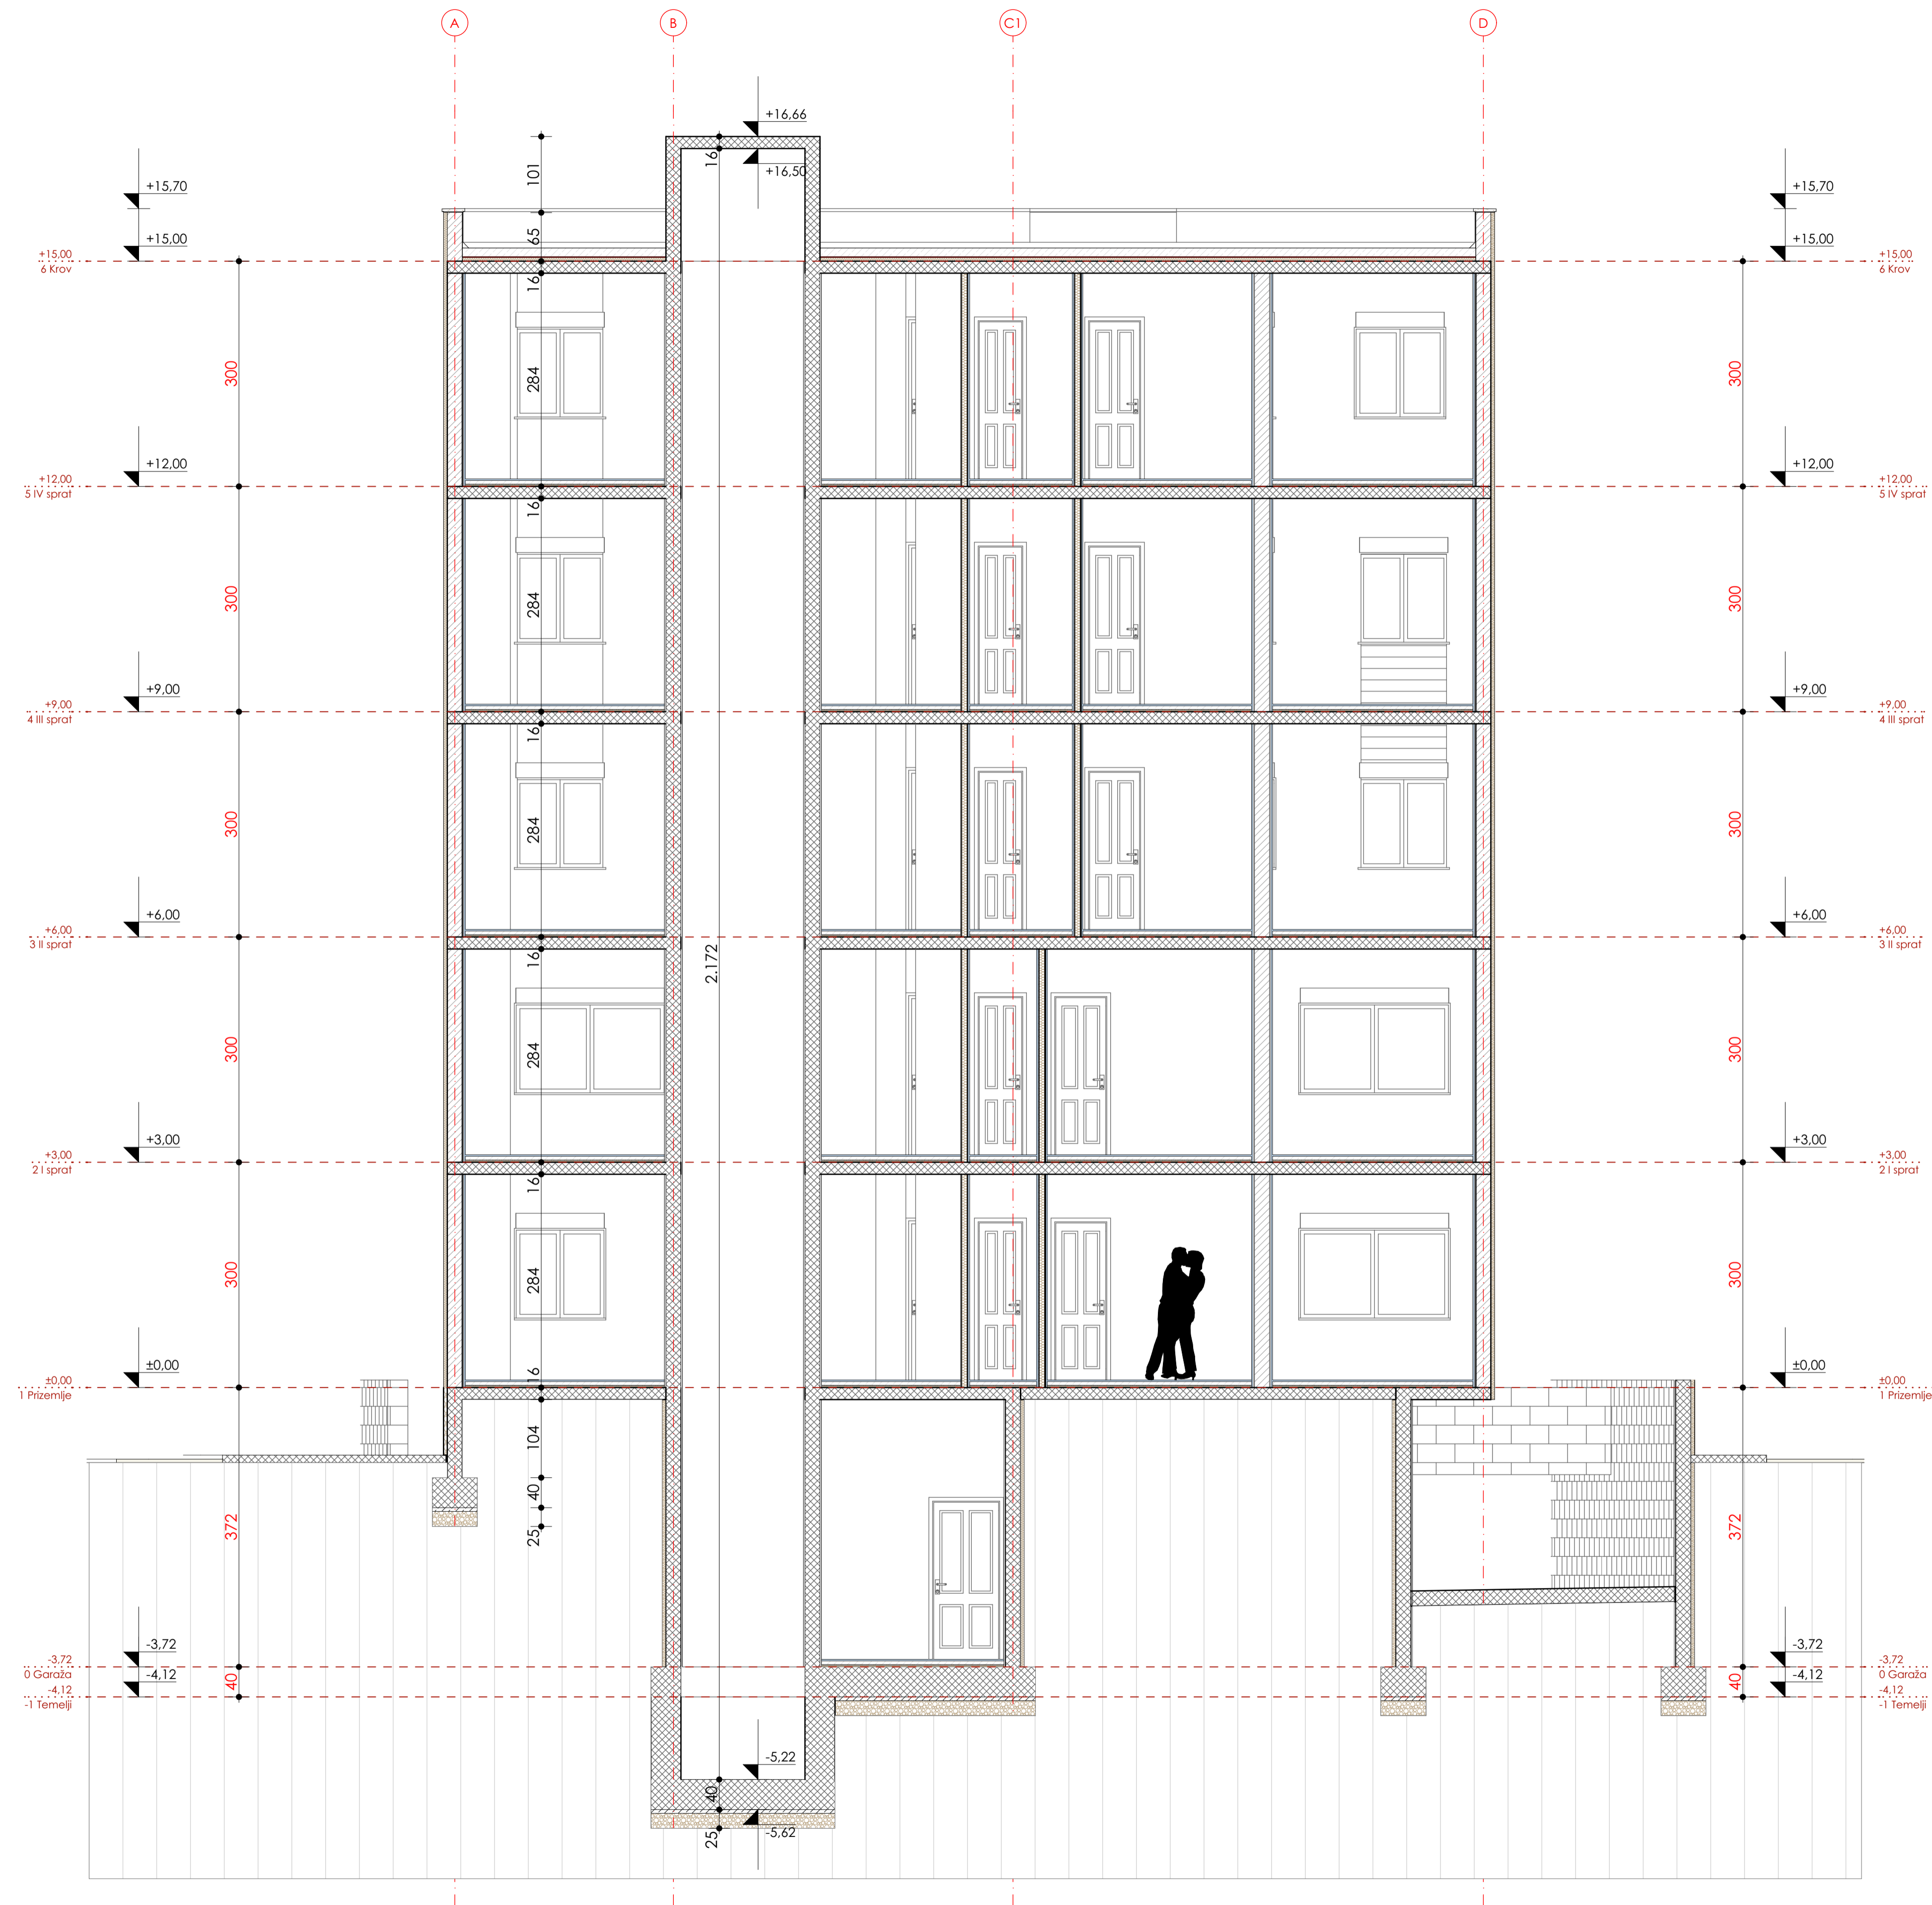 A B C1 D
+16,66
16
+16,50
101
+15,70 +15,70
65
+15,00 +15,00
+15,00 +15,00
6 Krov 6 Krov
16
300 284 300
+12,00 +12,00
+12,00 +12,00
5 IV sprat 5 IV sprat
16
300 284 300
+9,00 +9,00
+9,00 +9,00
4 III sprat 4 III sprat
16
300 284 300
+6,00 +6,00
+6,00 +6,00
3 II sprat 3 II sprat
16 2.172
300 284 300
+3,00 +3,00
+3,00 +3,00
2 I sprat 2 I sprat
16
300 284 300
±0,00 16 ±0,00
±0,00 ±0,00
1 Prizemlje 1 Prizemlje
104
40
372 25 372
-3,72 -3,72
-3,72 -3,72
0 Garaža 0 Garaža
-4,12 40 40 -4,12
-4,12 -4,12
-1 Temelji -1 Temelji
-5,22
40
25 -5,62